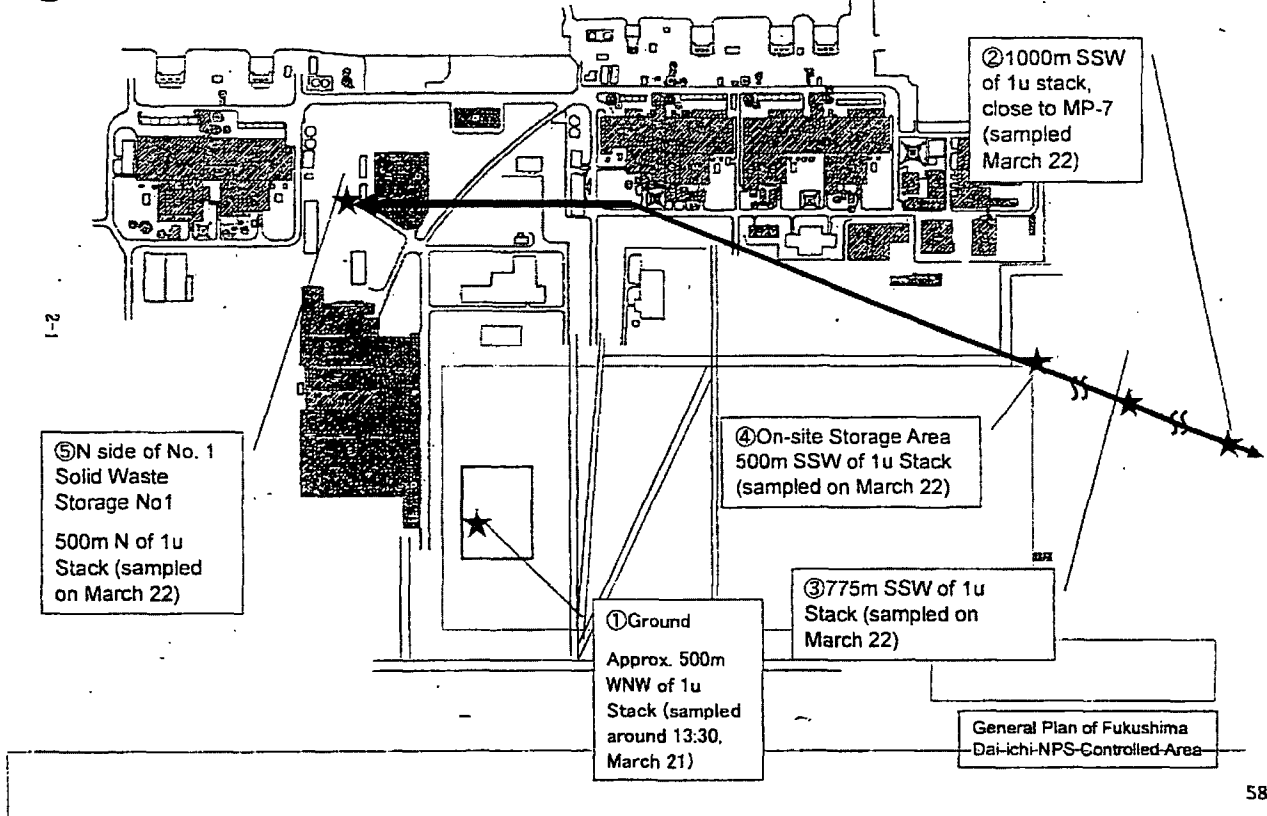 ②1000m SSW
of 1u stack,
close to MP-7
(sampled
March 22)
2-1
⑤N side of No. 1
Solid Waste
Storage No1
500m N of 1u
Stack (sampled
on March 22)
④On-site Storage Area
500m SSW of 1u Stack
(sampled on March 22)
③775m SSW of 1u
Stack (sampled on
March 22)
①Ground
Approx. 500m
WNW of 1u
Stack (sampled
around 13:30,
March 21)
General Plan of Fukushima
Dai-ichi NPS Controlled Area
58